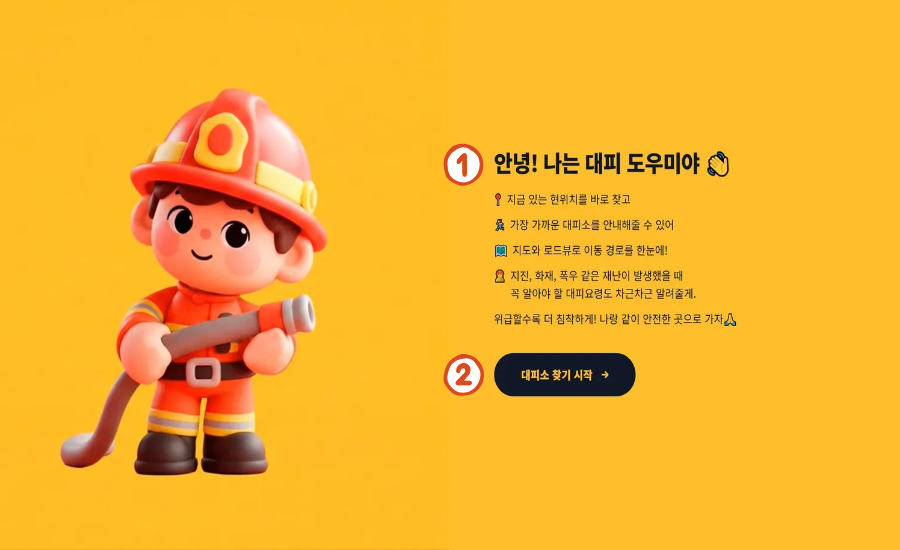 1 안녕! 나는 대피 도우미야 👏
📍 지금 있는 현위치를 바로 찾고
🏃 가장 가까운 대피소를 안내해줄 수 있어
🗺️ 지도와 로드뷰로 이동 경로를 한눈에!
🚨 지진, 화재, 폭우 같은 재난이 발생했을 때
꼭 알아야 할 대피요령도 차근차근 알려줄게.
위급할수록 더 침착하게! 나랑 같이 안전한 곳으로 가자🙏
2 대피소 찾기 시작 →